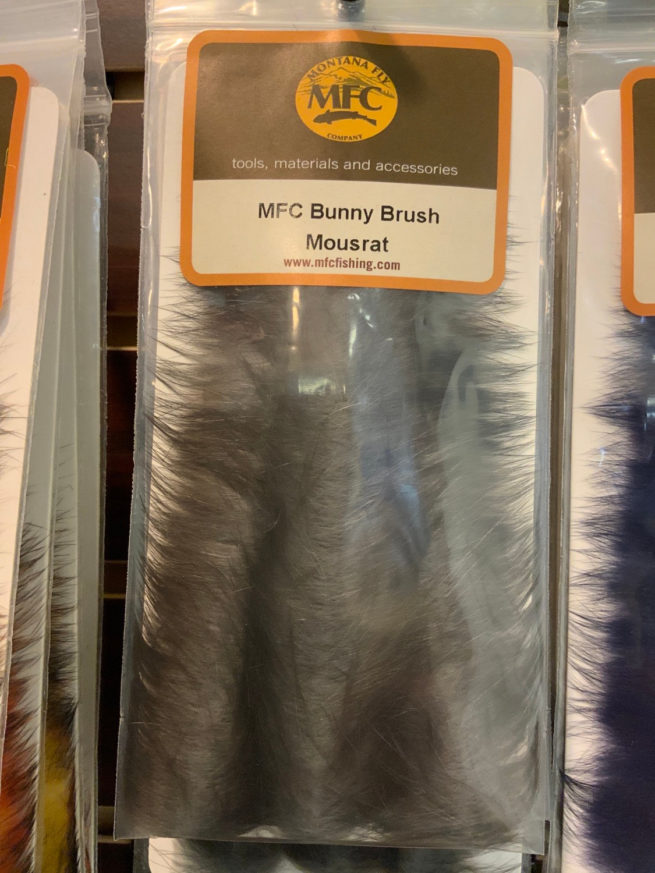 MONTANA FLY
MFC
COMPANY
tools, materials and accessories
MFC Bunny Brush
Mousrat
www.mfcfishing.com